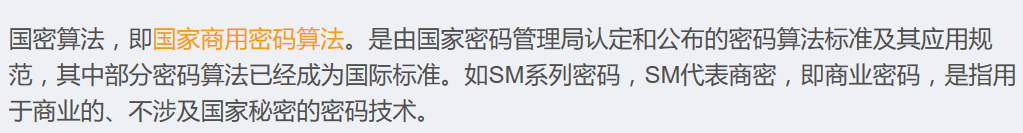 国密算法，即国家商用密码算法。是由国家密码管理局认定和公布的密码算法标准及其应用规
范，其中部分密码算法已经成为国际标准。如SM系列密码，SM代表商密，即商业密码，是指用
于商业的、不涉及国家秘密的密码技术。